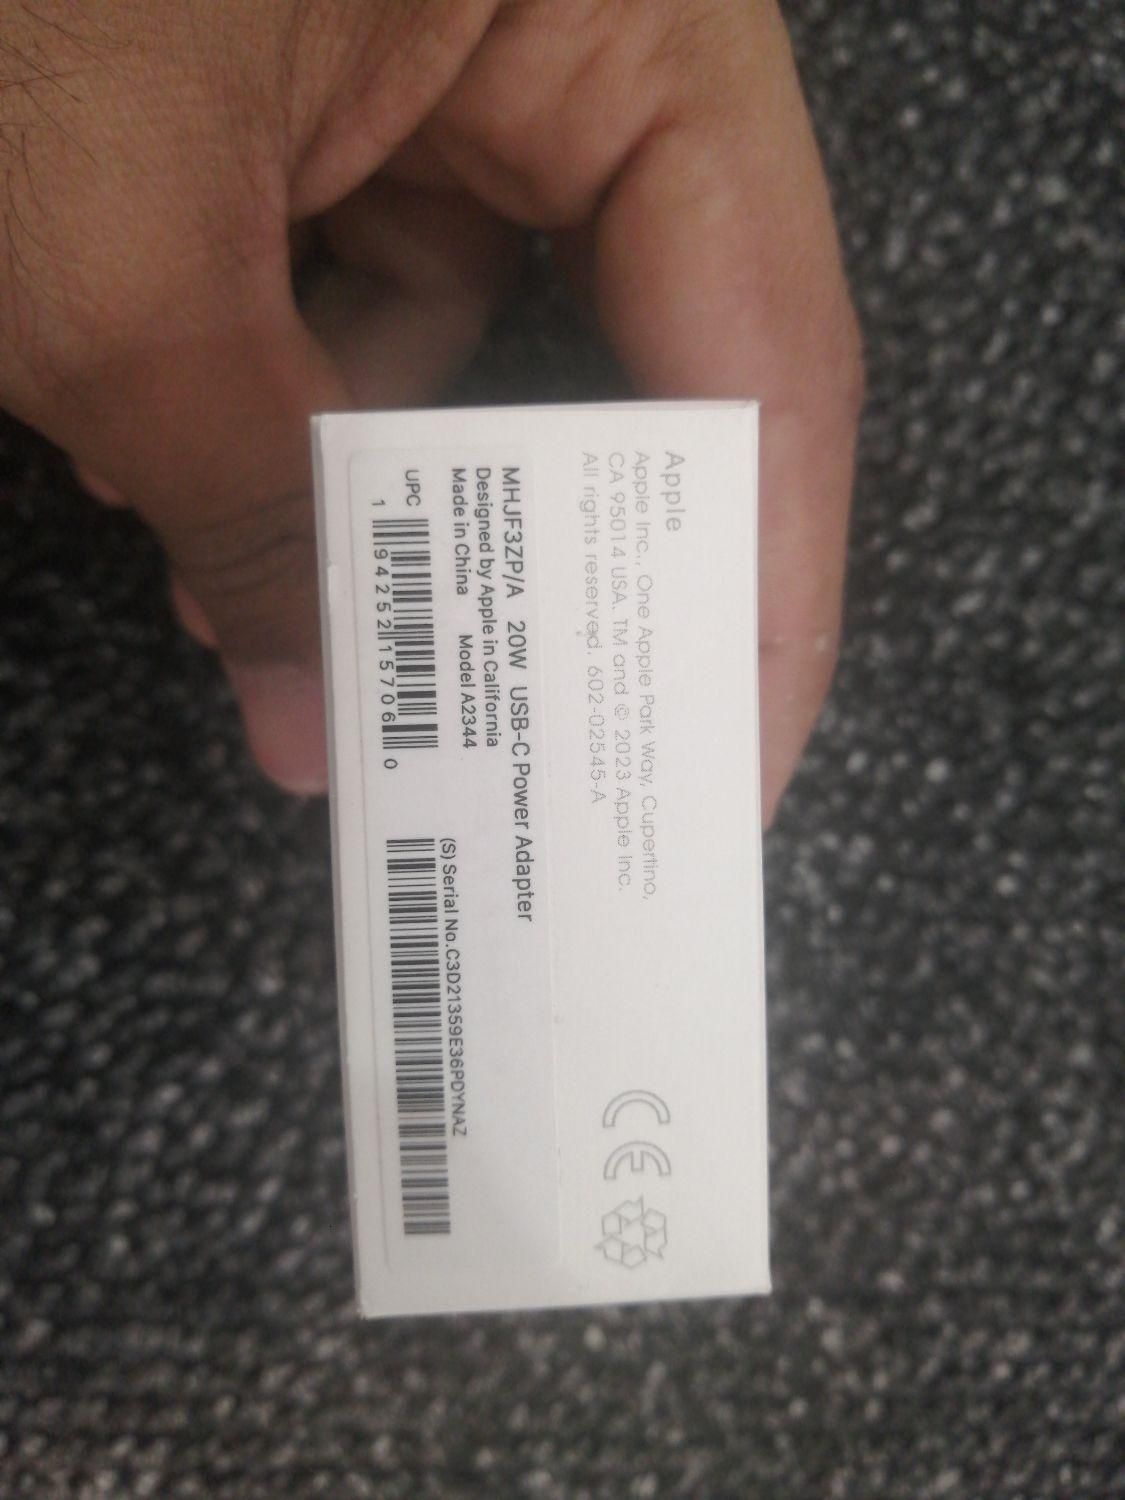 Apple
Apple Inc., One Apple Park Way, Cupertino,
CA 95014 USA. TM and © 2023 Apple Inc.
All rights reserved. 602-02545-A
MHJF3ZP/A 20W USB-C Power Adapter
Designed by Apple in California
Made in China Model A2344
UPC
1 94252 15706 0
(S) Serial No.C3D21359E36PDYNAZ
CE